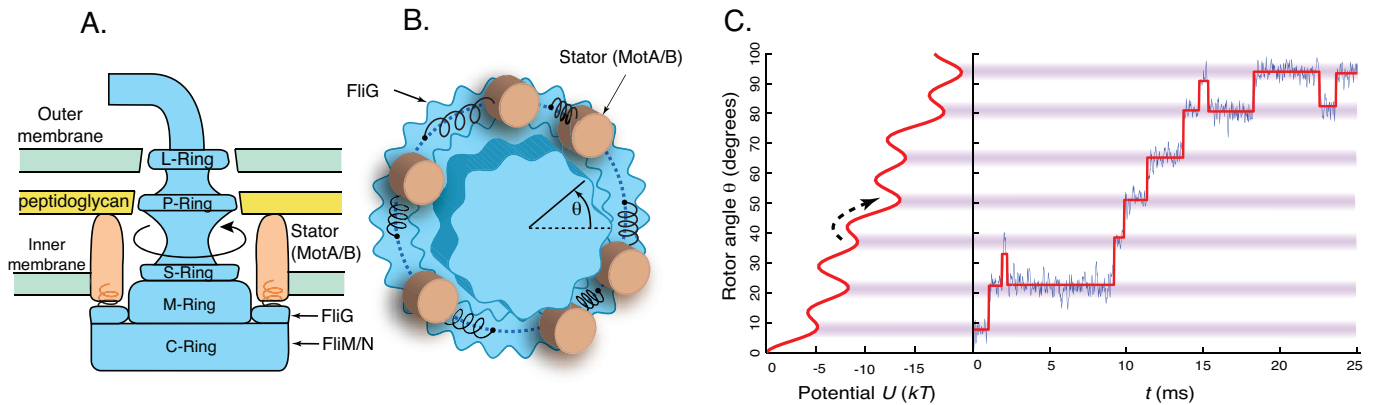 A.
Outer
membrane
L-Ring
peptidoglycan
P-Ring
Inner
membrane
Stator
(MotA/B)
S-Ring
M-Ring
FliG
C-Ring
FliM/N
B.
Stator (MotA/B)
FliG
θ
C.
Rotor angle θ (degrees)
100
90
80
70
60
50
40
30
20
10
0
0 -5 -10 -15
Potential U (kT)
0 5 10 15 20 25
t (ms)